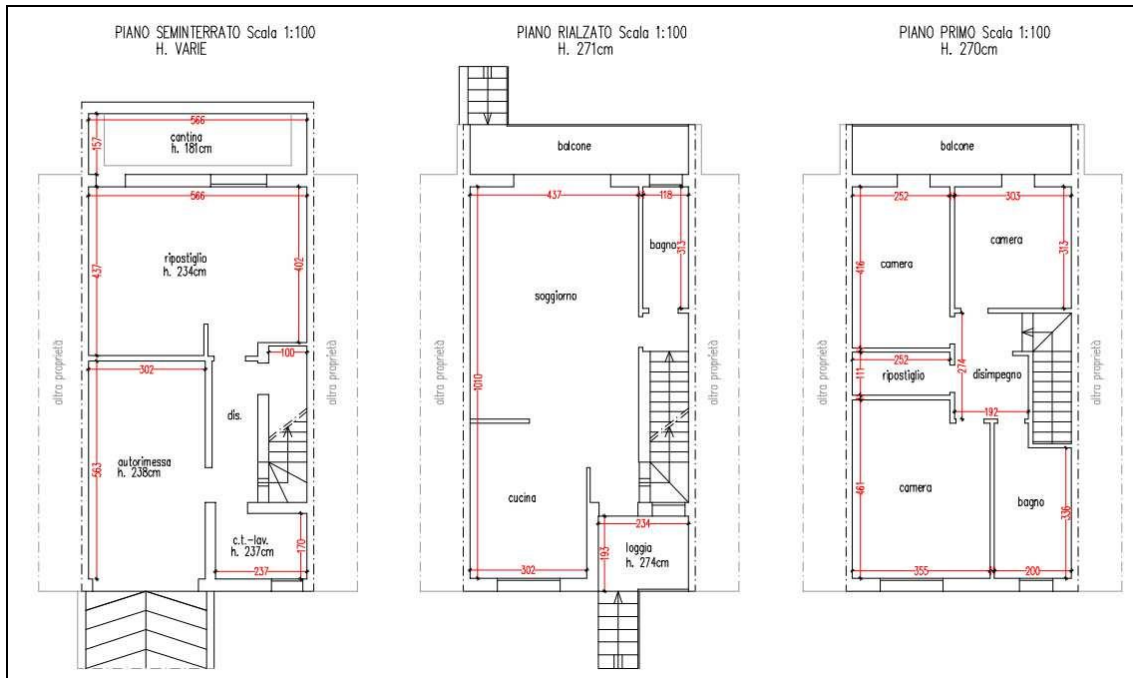 PIANO SEMINTERRATO Scala 1:100
H. VARIE
566
cantina
h. 181cm
157
566
ripostiglio
h. 234cm
437
402
100
302
dis.
autorimessa
h. 238cm
563
c.t.-lav.
h. 237cm
170
237
altra proprietà
altra proprietà
PIANO RIALZATO Scala 1:100
H. 271cm
balcone
437
118
bagno
313
soggiorno
1010
cucina
302
234
loggia
h. 274cm
193
altra proprietà
altra proprietà
PIANO PRIMO Scala 1:100
H. 270cm
balcone
252
303
camera
313
camera
416
252
ripostiglio
111
274
disimpegno
192
camera
461
bagno
336
355
200
altra proprietà
altra proprietà